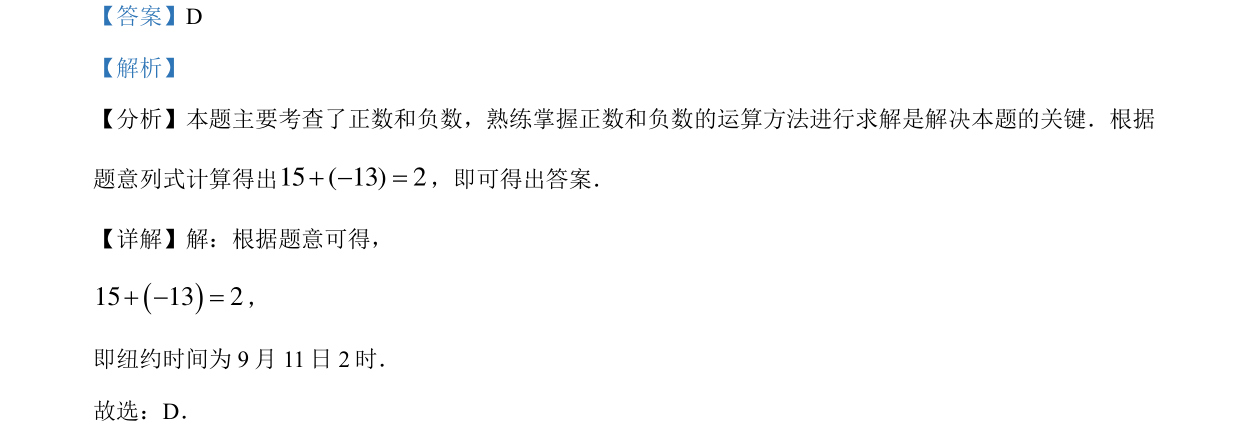 【答案】D
【解析】
【分析】本题主要考查了正数和负数，熟练掌握正数和负数的运算方法进行求解是解决本题的关键．根据
题意列式计算得出15+(−13)=2，即可得出答案．
【详解】解：根据题意可得，
15+(−13)=2，
即纽约时间为 9 月 11 日 2 时．
故选：D．